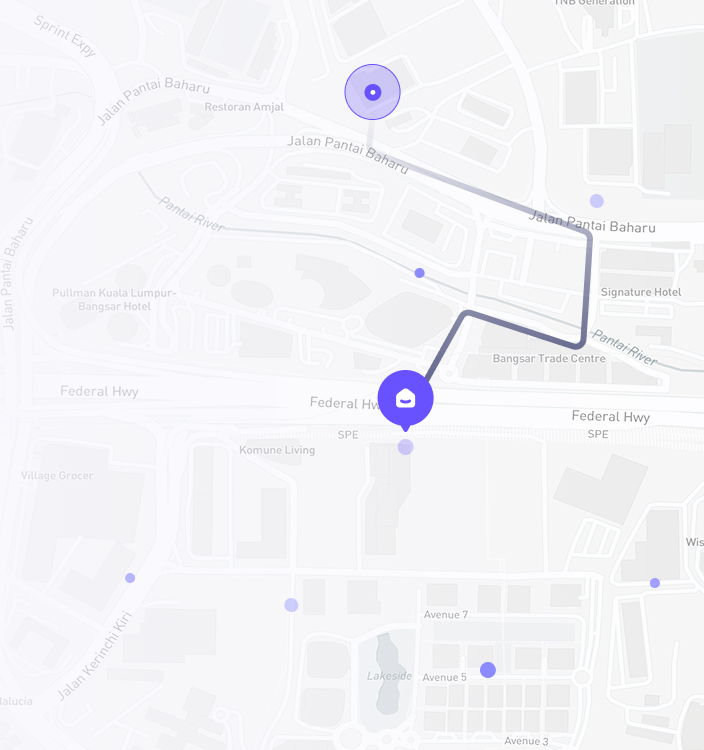 TNB Generation
Sprint Expy
Jalan Pantai Baharu
Restoran Amjal
Jalan Pantai Baharu
Pantai River
Jalan Pantai Baharu
Jalan Pantai Baharu
Pullman Kuala Lumpur-
Bangsar Hotel
Signature Hotel
Pantai River
Bangsar Trade Centre
Federal Hwy
Federal Hwy
Federal Hwy
SPE
SPE
Komune Living
Village Grocer
Wis
Avenue 7
Jalan Kerinchi Kiri
Lakeside
Avenue 5
dalucia
Avenue 3